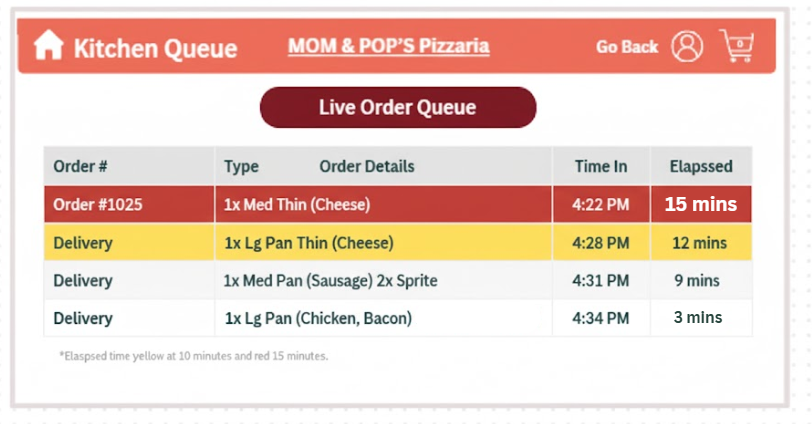 Kitchen Queue MOM & POP'S Pizzaria Go Back 0
Live Order Queue
Order # Type Order Details Time In Elapssed
Order #1025 1x Med Thin (Cheese) 4:22 PM 15 mins
Delivery 1x Lg Pan Thin (Cheese) 4:28 PM 12 mins
Delivery 1x Med Pan (Sausage) 2x Sprite 4:31 PM 9 mins
Delivery 1x Lg Pan (Chicken, Bacon) 4:34 PM 3 mins
*Elaspsed time yellow at 10 minutes and red 15 minutes.